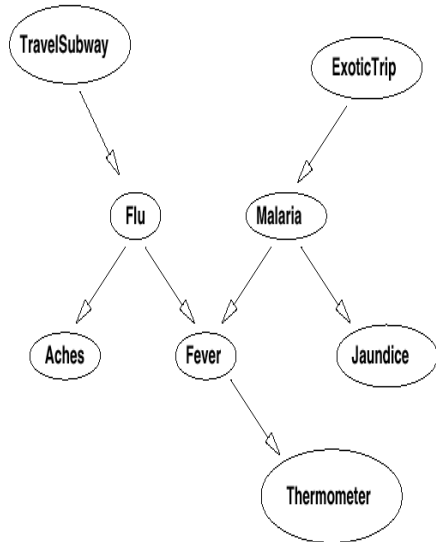 TravelSubway
ExoticTrip
Flu
Malaria
Aches
Fever
Jaundice
Thermometer